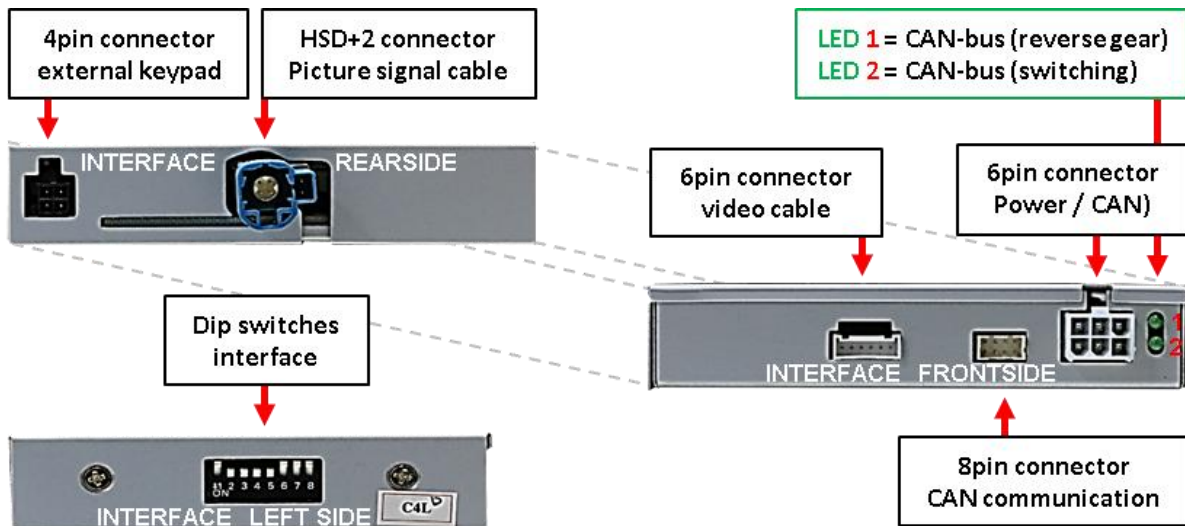 4pin connector
external keypad
HSD+2 connector
Picture signal cable
LED 1 = CAN-bus (reverse gear)
LED 2 = CAN-bus (switching)
INTERFACE REARSIDE
6pin connector
video cable
6pin connector
Power / CAN)
Dip switches
interface
1
2
INTERFACE FRONTSIDE
1 2 3 4 5 6 7 8
ON
C4L b
INTERFACE LEFT SIDE
8pin connector
CAN communication